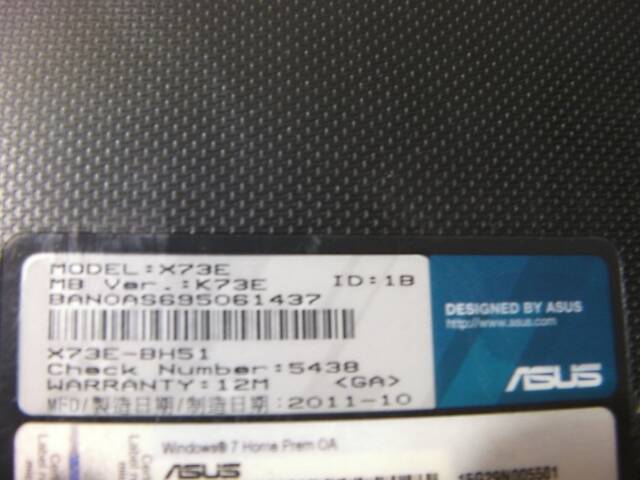 MODEL:X73E
MB Ver.:K73E ID:1B
BAN0AS695061437
X73E-BH51
Check Number:5438
WARRANTY:12M <GA>
MFD/製造日期/制造日期:2011-10
DESIGNED BY ASUS
http://www.asus.com
ASUS
Windows® 7 Home Prem OA
ASUS